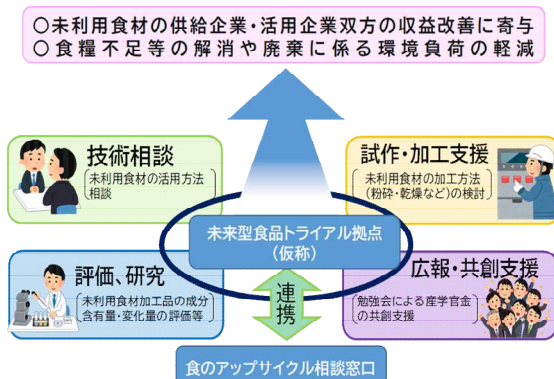 ○未利用食材の供給企業・活用企業双方の収益改善に寄与
○食糧不足等の解消や廃棄に係る環境負荷の軽減
技術相談
未利用食材の活用方法
相談
試作・加工支援
未利用食材の加工方法
(粉砕・乾燥など)の検討
未来型食品トライアル拠点
(仮称)
評価、研究
未利用食材加工品の成分
含有量・変化量の評価等
広報・共創支援
勉強会による産学官金
の共創支援
連携
食のアップサイクル相談窓口